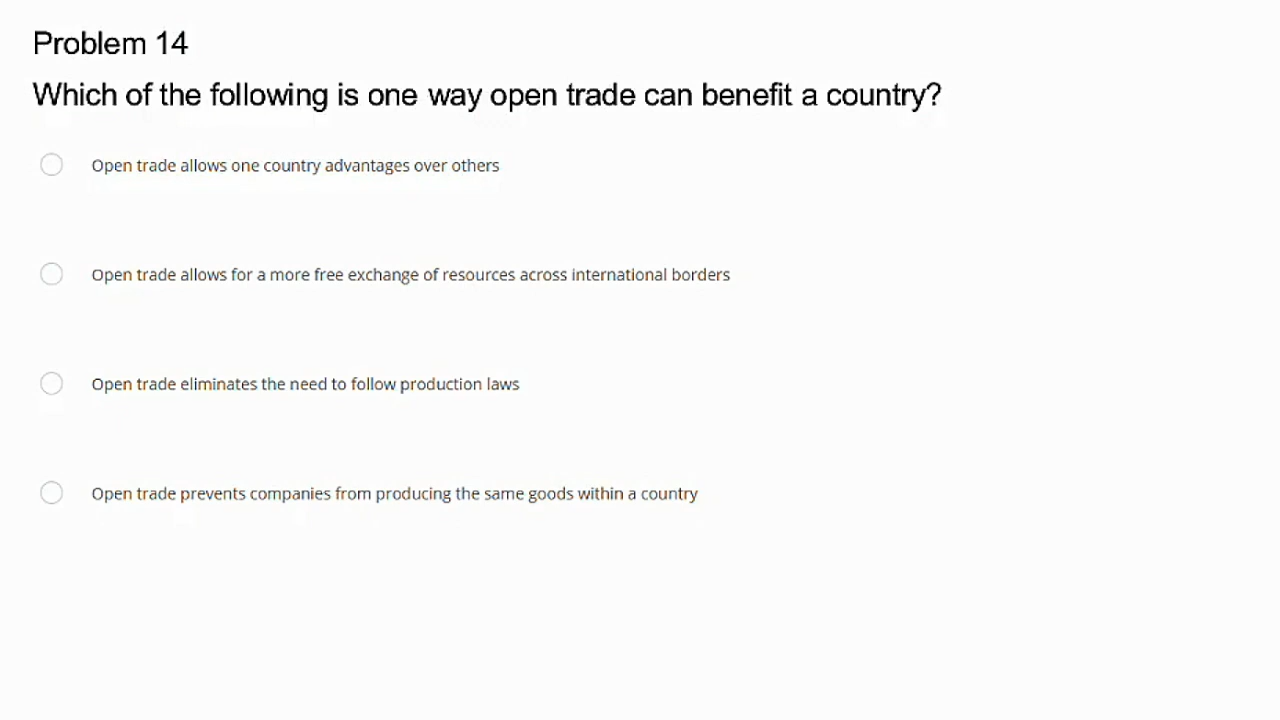 Problem 14
Which of the following is one way open trade can benefit a country?
Open trade allows one country advantages over others
Open trade allows for a more free exchange of resources across international borders
Open trade eliminates the need to follow production laws
Open trade prevents companies from producing the same goods within a country